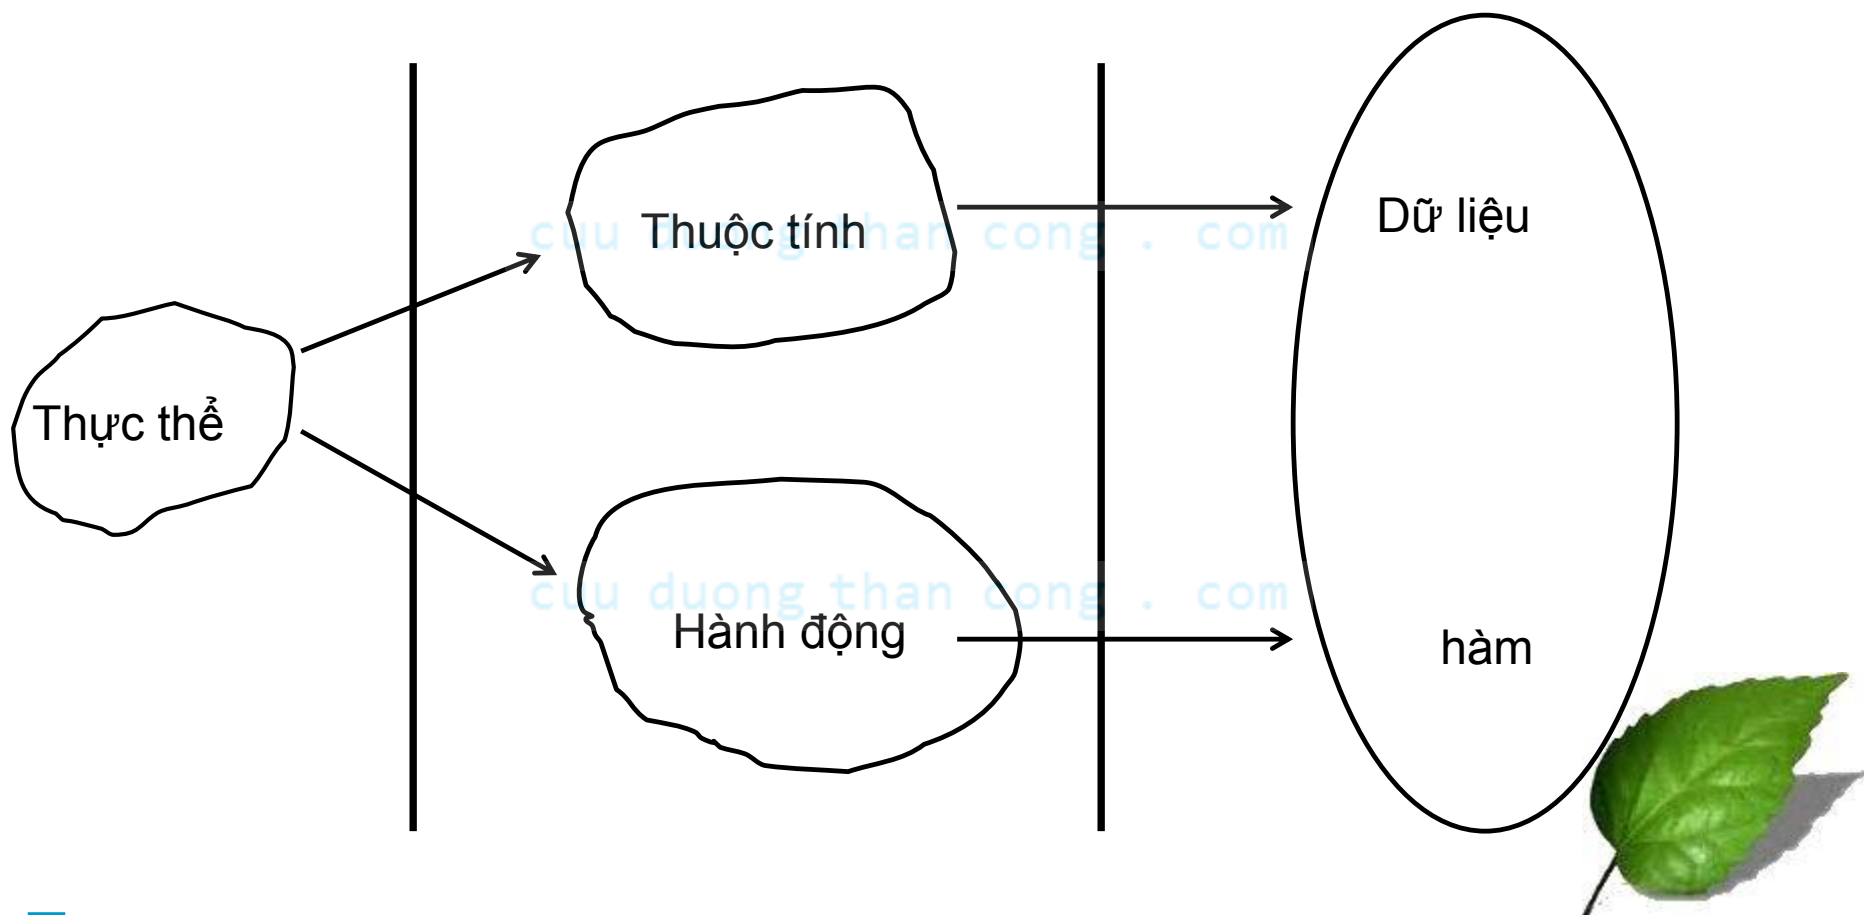 Thuộc tính
Dữ liệu
cuu duong than cong . com
Thực thể
cuu duong than cong . com
Hành động
hàm